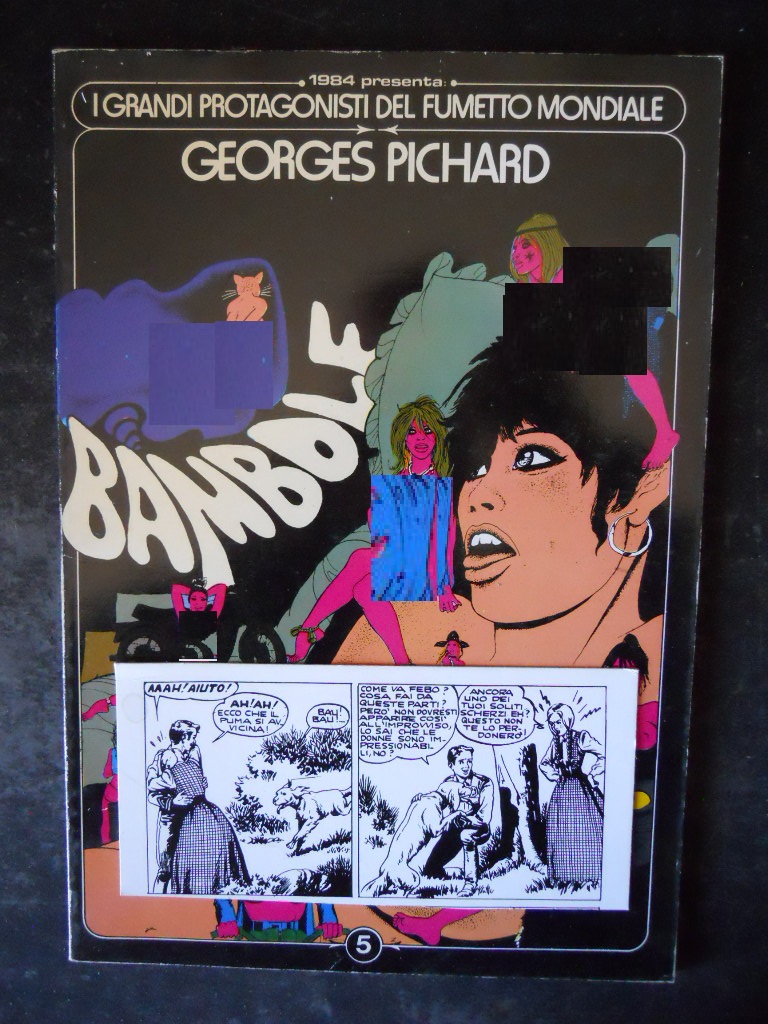 1984 presenta:
I GRANDI PROTAGONISTI DEL FUMETTO MONDIALE
GEORGES PICHARD
BAMBOLE
AAAH! AIUTO!
AH! AH!
ECCO CHE IL
PUMA SI AV-
VICINA!
BAU!
BAU!
COME VA, FEBO?
COSA FAI DA
QUESTE PARTI?
PERO' NON DOVRESTI
APPARIRE COSI'
ALL'IMPROVVISO.
LO SAI CHE LE
DONNE SONO IM-
PRESSIONABI-
LI, NO?
ANCORA
UNO DEI
TUOI SOLITI
SCHERZI EH?
QUESTO NON
TE LO PER-
DONERO'!
5